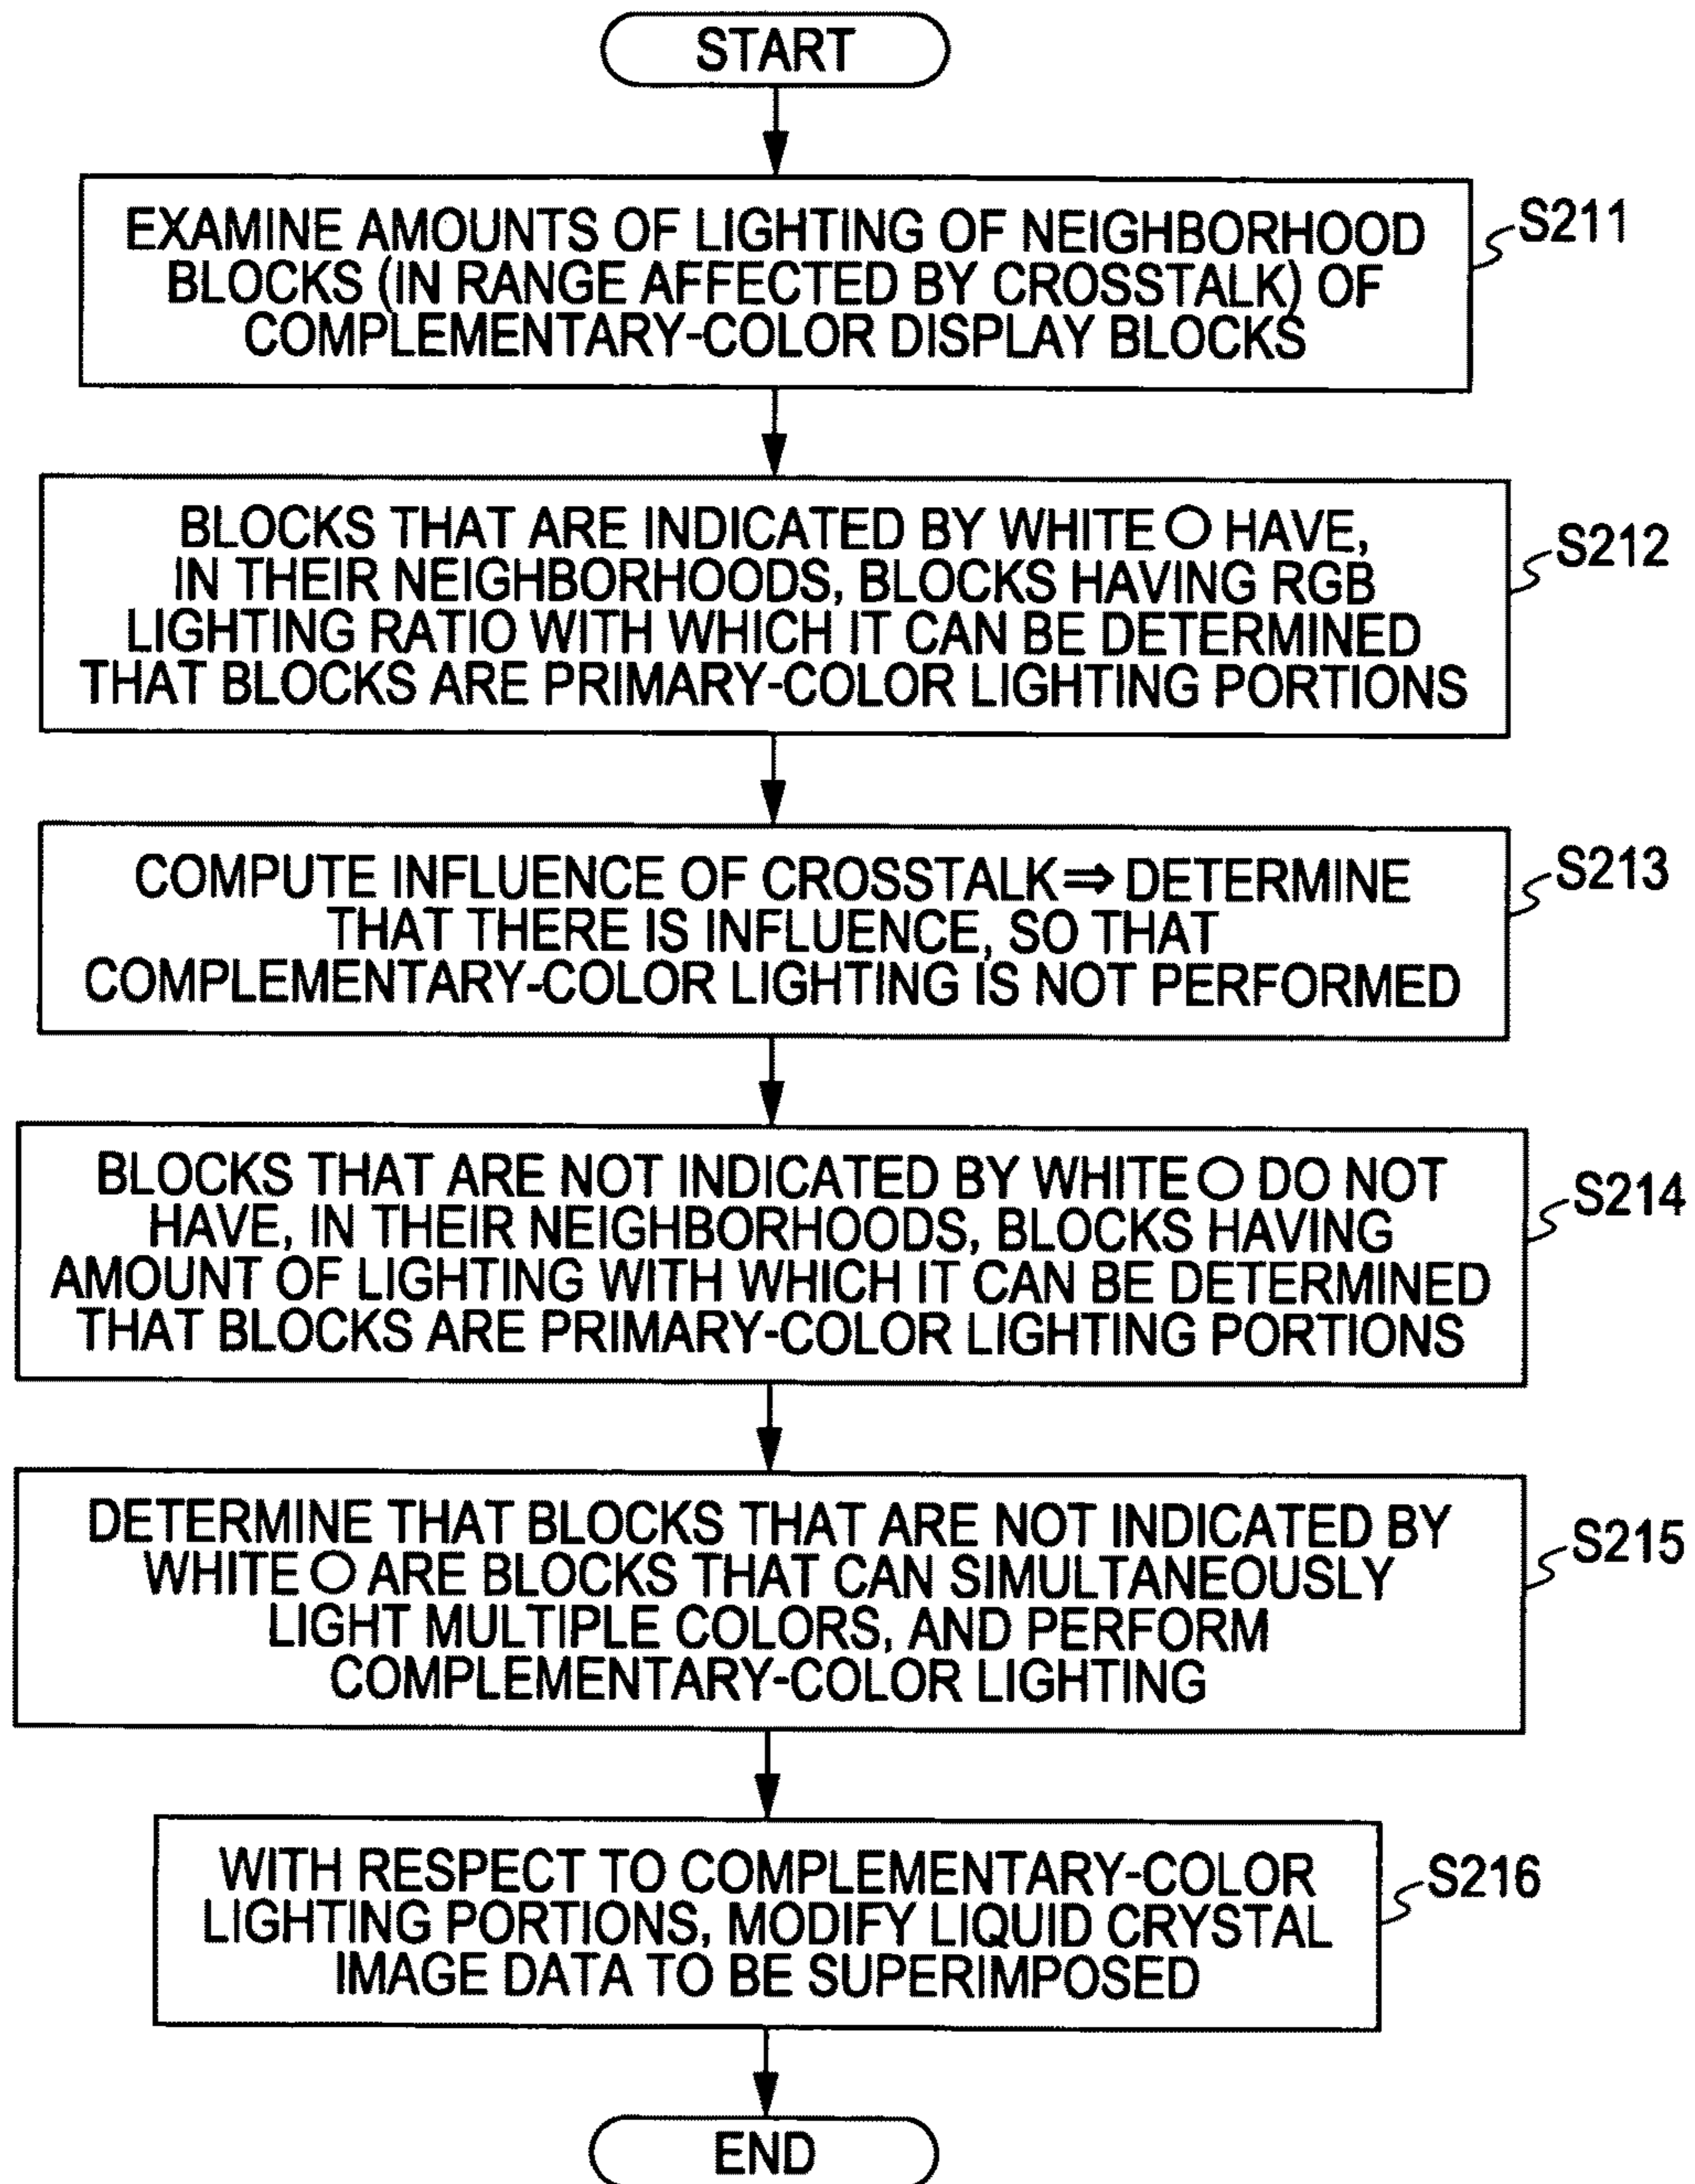 START
EXAMINE AMOUNTS OF LIGHTING OF NEIGHBORHOOD
BLOCKS (IN RANGE AFFECTED BY CROSSTALK) OF
COMPLEMENTARY-COLOR DISPLAY BLOCKS
S211
BLOCKS THAT ARE INDICATED BY WHITE ○ HAVE,
IN THEIR NEIGHBORHOODS, BLOCKS HAVING RGB
LIGHTING RATIO WITH WHICH IT CAN BE DETERMINED
THAT BLOCKS ARE PRIMARY-COLOR LIGHTING PORTIONS
S212
COMPUTE INFLUENCE OF CROSSTALK⇒DETERMINE
THAT THERE IS INFLUENCE, SO THAT
COMPLEMENTARY-COLOR LIGHTING IS NOT PERFORMED
S213
BLOCKS THAT ARE NOT INDICATED BY WHITE ○ DO NOT
HAVE, IN THEIR NEIGHBORHOODS, BLOCKS HAVING
AMOUNT OF LIGHTING WITH WHICH IT CAN BE DETERMINED
THAT BLOCKS ARE PRIMARY-COLOR LIGHTING PORTIONS
S214
DETERMINE THAT BLOCKS THAT ARE NOT INDICATED BY
WHITE ○ ARE BLOCKS THAT CAN SIMULTANEOUSLY
LIGHT MULTIPLE COLORS, AND PERFORM
COMPLEMENTARY-COLOR LIGHTING
S215
WITH RESPECT TO COMPLEMENTARY-COLOR
LIGHTING PORTIONS, MODIFY LIQUID CRYSTAL
IMAGE DATA TO BE SUPERIMPOSED
S216
END